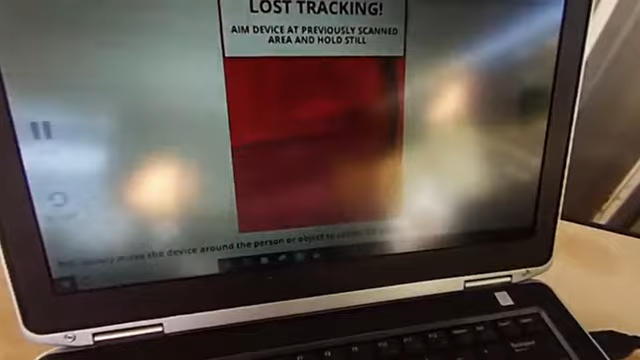 LOST TRACKING!
AIM DEVICE AT PREVIOUSLY SCANNED
AREA AND HOLD STILL
move the device around the person or object to